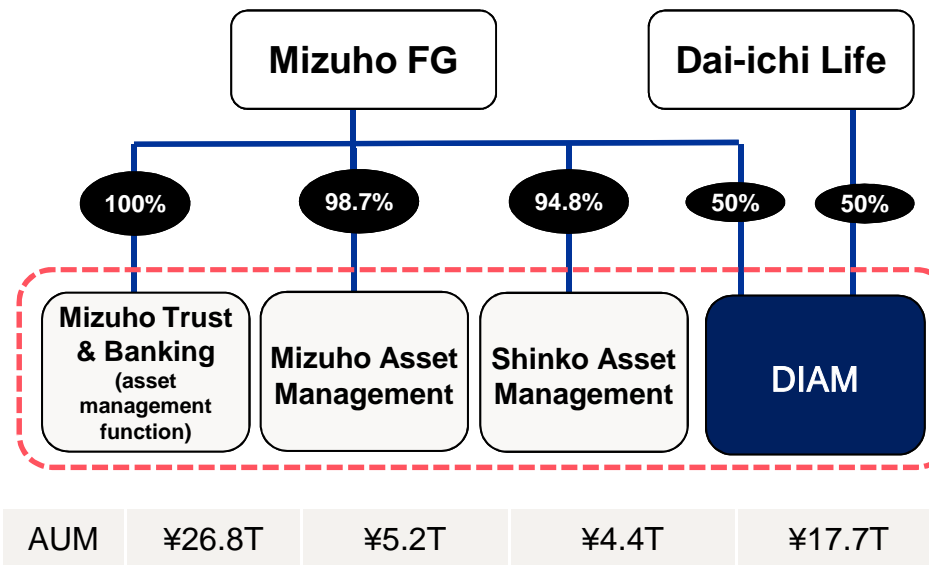 Mizuho FG
Dai-ichi Life
100%
98.7%
94.8%
50%
50%
Mizuho Trust
& Banking
(asset
management
function)
Mizuho Asset
Management
Shinko Asset
Management
DIAM
AUM ¥26.8T ¥5.2T ¥4.4T ¥17.7T